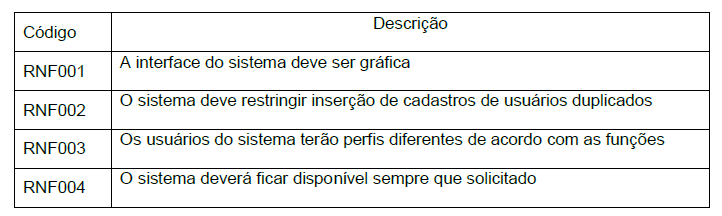 Código Descrição
RNF001 A interface do sistema deve ser gráfica
RNF002 O sistema deve restringir inserção de cadastros de usuários duplicados
RNF003 Os usuários do sistema terão perfis diferentes de acordo com as funções
RNF004 O sistema deverá ficar disponível sempre que solicitado